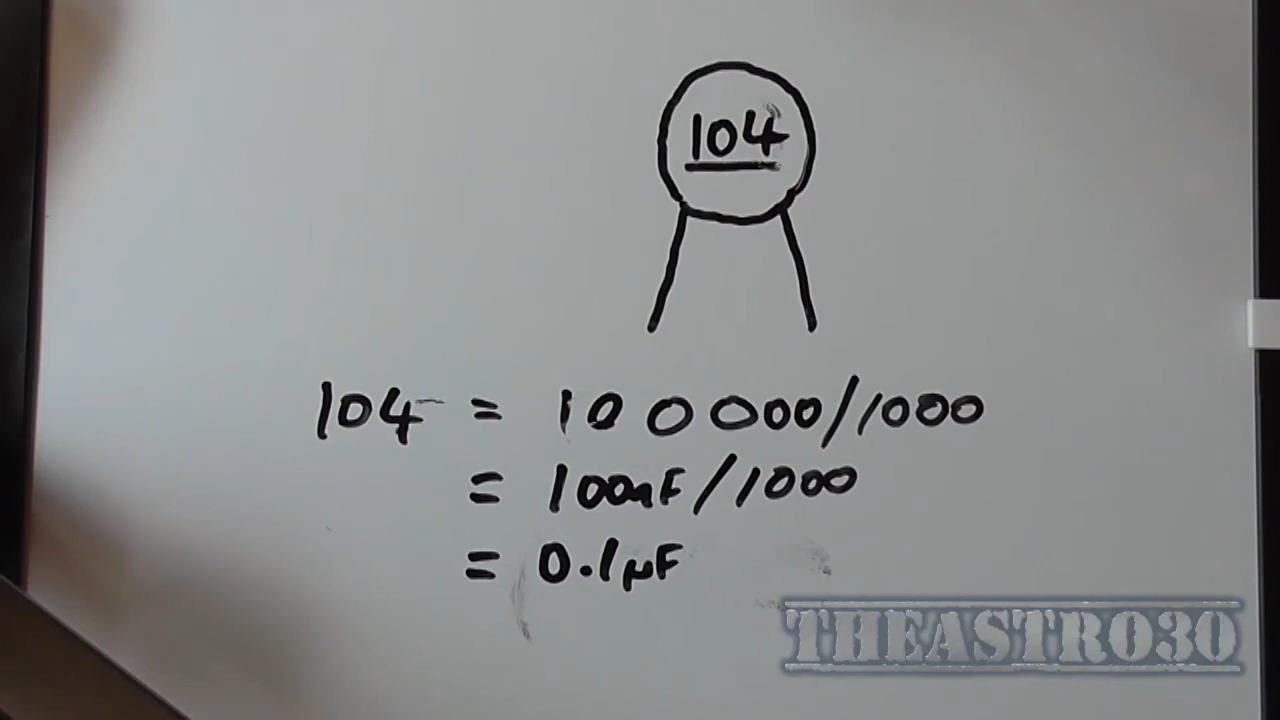 104
104 = 100000/1000
= 100nF/1000
= 0.1µF
THEASTRO30